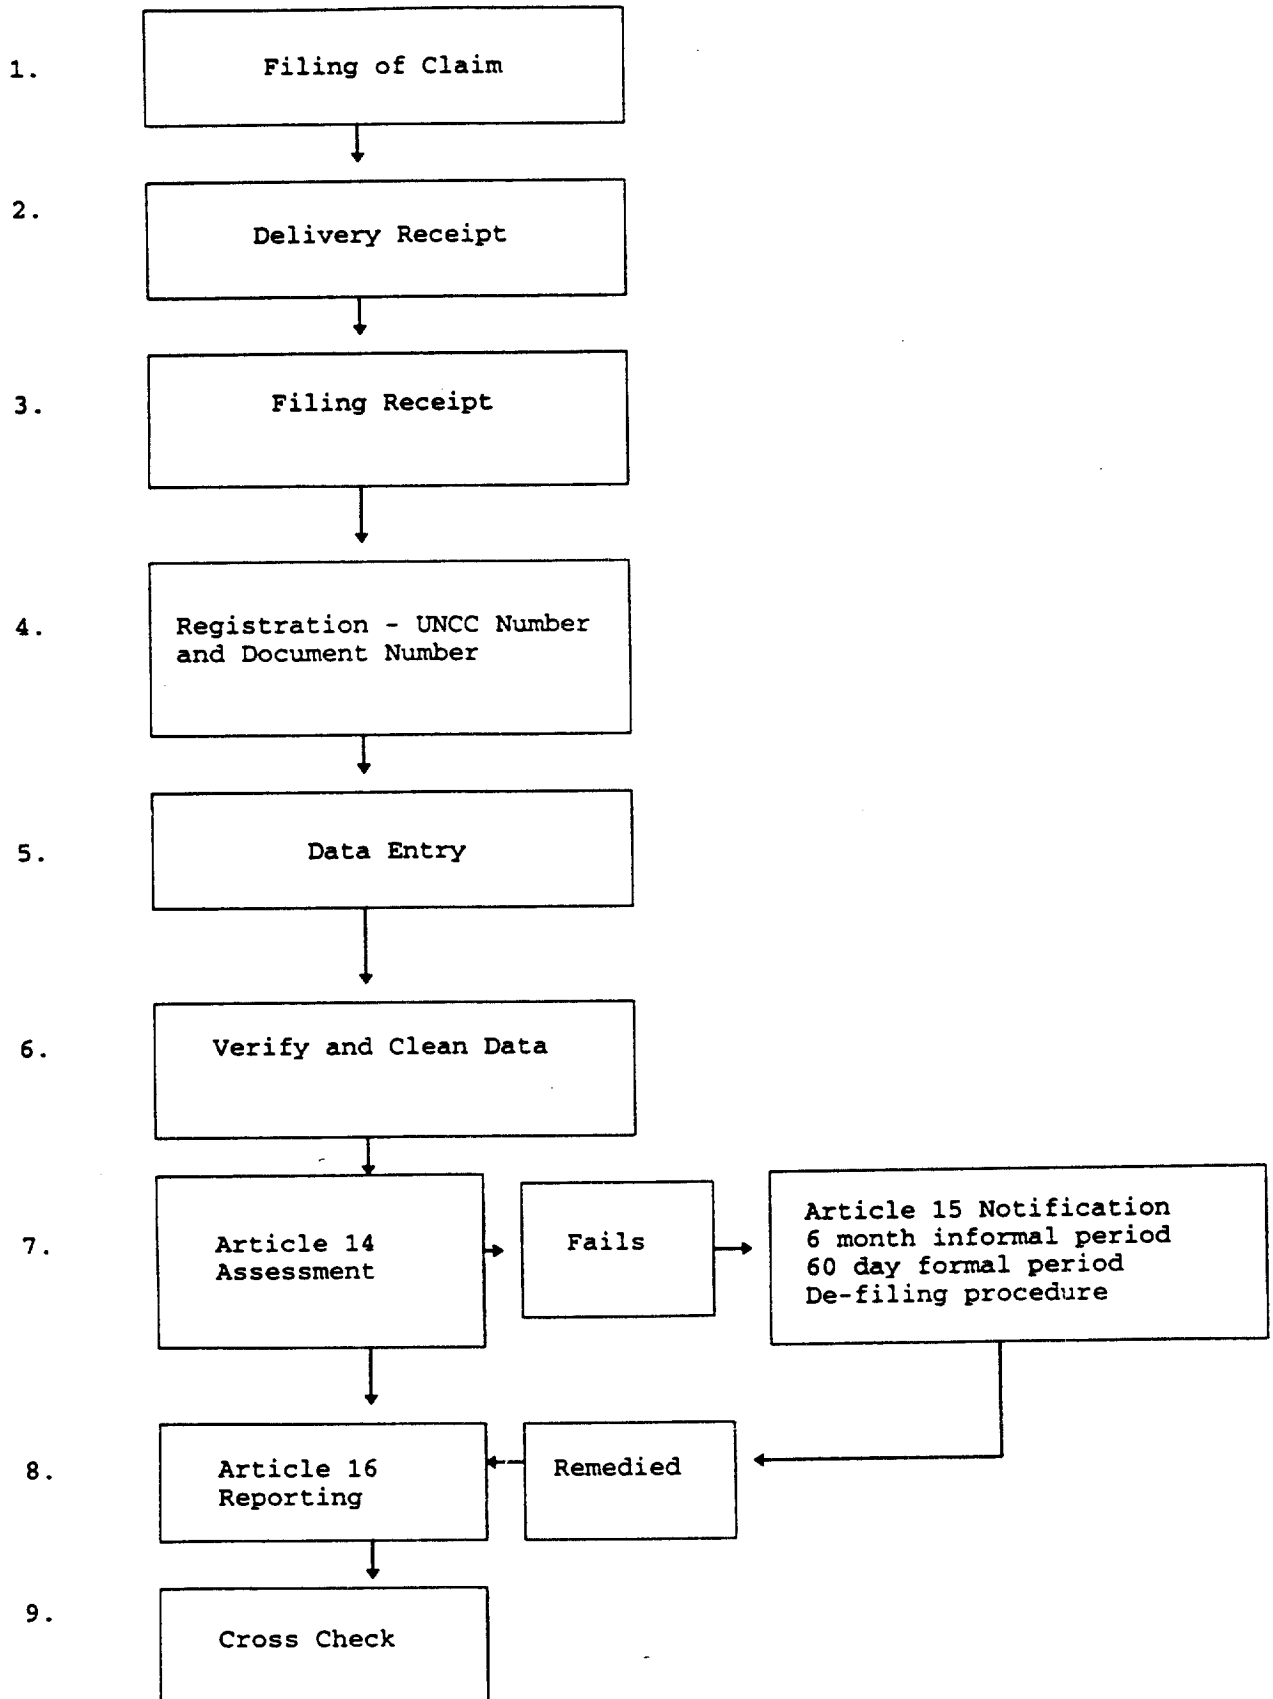 1.
Filing of Claim
2.
Delivery Receipt
3.
Filing Receipt
4.
Registration - UNCC Number
and Document Number
5.
Data Entry
6.
Verify and Clean Data
7.
Article 14
Assessment
Fails
Article 15 Notification
6 month informal period
60 day formal period
De-filing procedure
8.
Article 16
Reporting
Remedied
9.
Cross Check